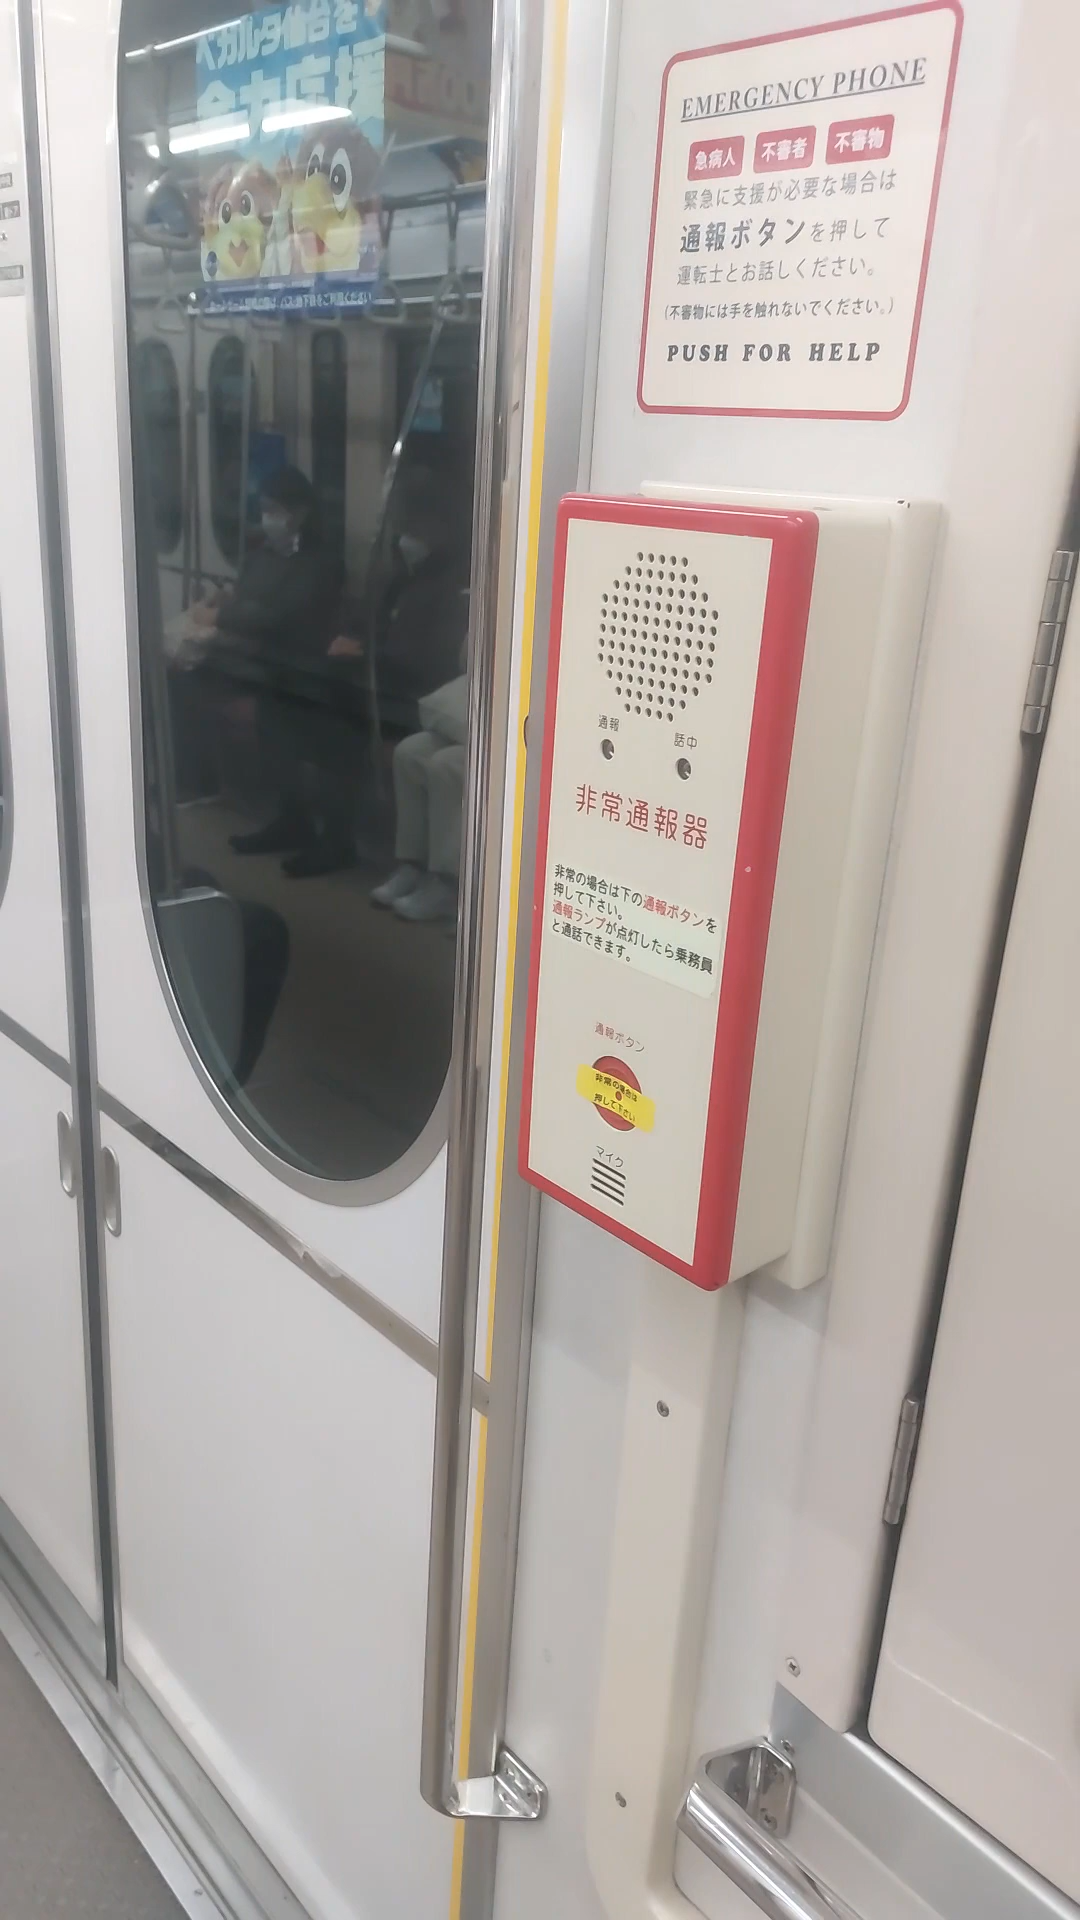 ベガルタ仙台を
全力応援
EMERGENCY PHONE
急病人 不審者 不審物
緊急に支援が必要な場合は
通報ボタンを押して
運転士とお話しください。
(不審物には手を触れないでください。)
PUSH FOR HELP
通報
話中
非常通報器
非常の場合は下の通報ボタンを
押して下さい。
通報ランプが点灯したら乗務員
と通話できます。
通報ボタン
非常の場合は
押して下さい
マイク